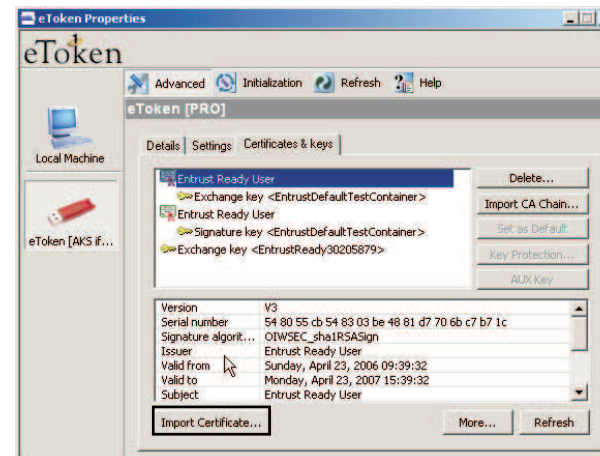 eToken Properties
eToken
Advanced Initialization Refresh Help
eToken [PRO]
Local Machine
eToken [AKS if...
Details Settings Certificates & keys
Entrust Ready User
Exchange key <EntrustDefaultTestContainer>
Entrust Ready User
Signature key <EntrustDefaultTestContainer>
Exchange key <EntrustReady30205879>
Delete...
Import CA Chain...
Set as Default
Key Protection...
AUX Key
Version V3
Serial number 54 80 55 cb 54 83 03 be 48 81 d7 70 6b c7 b7 1c
Signature algorit... OIWSEC_sha1RSASign
Issuer Entrust Ready User
Valid from Sunday, April 23, 2006 09:39:32
Valid to Monday, April 23, 2007 15:39:32
Subject Entrust Ready User
Import Certificate... More... Refresh